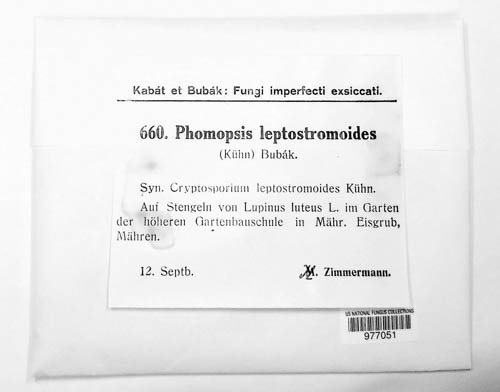 Kabát et Bubák: Fungi imperfecti exsiccati.
660. Phomopsis leptostromoides
(Kühn) Bubák.
Syn. Cryptosporium leptostromoides Kühn.
Auf Stengeln von Lupinus luteus L. im Garten
der höheren Gartenbauschule in Mähr. Eisgrub,
Mähren.
12. Septb. M. Zimmermann.
US NATIONAL FUNGUS COLLECTIONS
977051